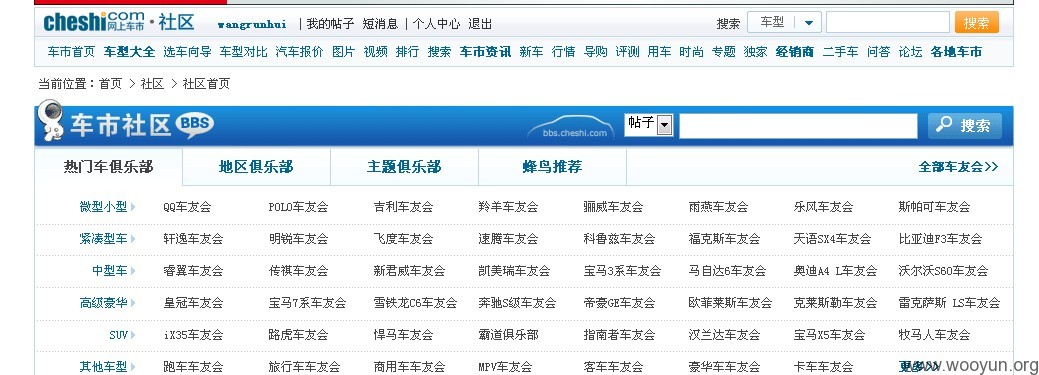 cheshi.com 网上车市 · 社区 wangrunhui | 我的帖子 短消息 | 个人中心 退出 搜索 车型 搜索
车市首页 车型大全 选车向导 车型对比 汽车报价 图片 视频 排行 搜索 车市资讯 新车 行情 导购 评测 用车 时尚 专题 独家 经销商 二手车 问答 论坛 各地车市
当前位置：首页 > 社区 > 社区首页
车市社区 BBS bbs.cheshi.com 帖子 搜索
热门车俱乐部 地区俱乐部 主题俱乐部 蜂鸟推荐 全部车友会>>
微型小型 QQ车友会 POLO车友会 吉利车友会 羚羊车友会 骊威车友会 雨燕车友会 乐风车友会 斯帕可车友会
紧凑型车 轩逸车友会 明锐车友会 飞度车友会 速腾车友会 科鲁兹车友会 福克斯车友会 天语SX4车友会 比亚迪F3车友会
中型车 睿翼车友会 传祺车友会 新君威车友会 凯美瑞车友会 宝马3系车友会 马自达6车友会 奥迪A4 L车友会 沃尔沃S60车友会
高级豪华 皇冠车友会 宝马7系车友会 雪铁龙C6车友会 奔驰S级车友会 帝豪GE车友会 欧菲莱斯车友会 克莱斯勒车友会 雷克萨斯 LS车友会
SUV iX35车友会 路虎车友会 悍马车友会 霸道俱乐部 指南者车友会 汉兰达车友会 宝马X5车友会 牧马人车友会
其他车型 跑车车友会 旅行车车友会 商用车车友会 MPV车友会 客车车友会 豪华车车友会 卡车车友会 更多>>
www.wooyun.org